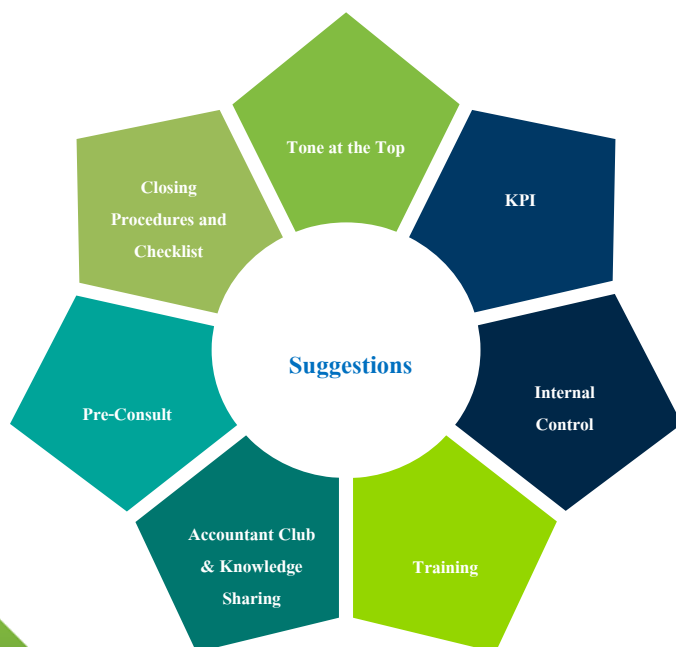 Tone at the Top
KPI
Internal
Control
Training
Accountant Club
& Knowledge
Sharing
Pre-Consult
Closing
Procedures and
Checklist
Suggestions